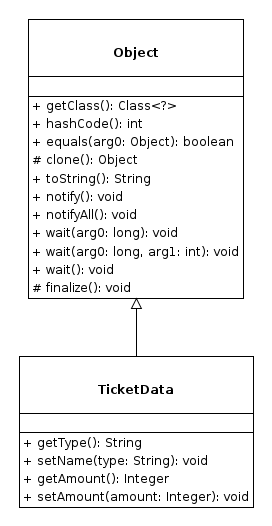 Object
+ getClass(): Class<?>
+ hashCode(): int
+ equals(arg0: Object): boolean
# clone(): Object
+ toString(): String
+ notify(): void
+ notifyAll(): void
+ wait(arg0: long): void
+ wait(arg0: long, arg1: int): void
+ wait(): void
# finalize(): void
TicketData
+ getType(): String
+ setName(type: String): void
+ getAmount(): Integer
+ setAmount(amount: Integer): void